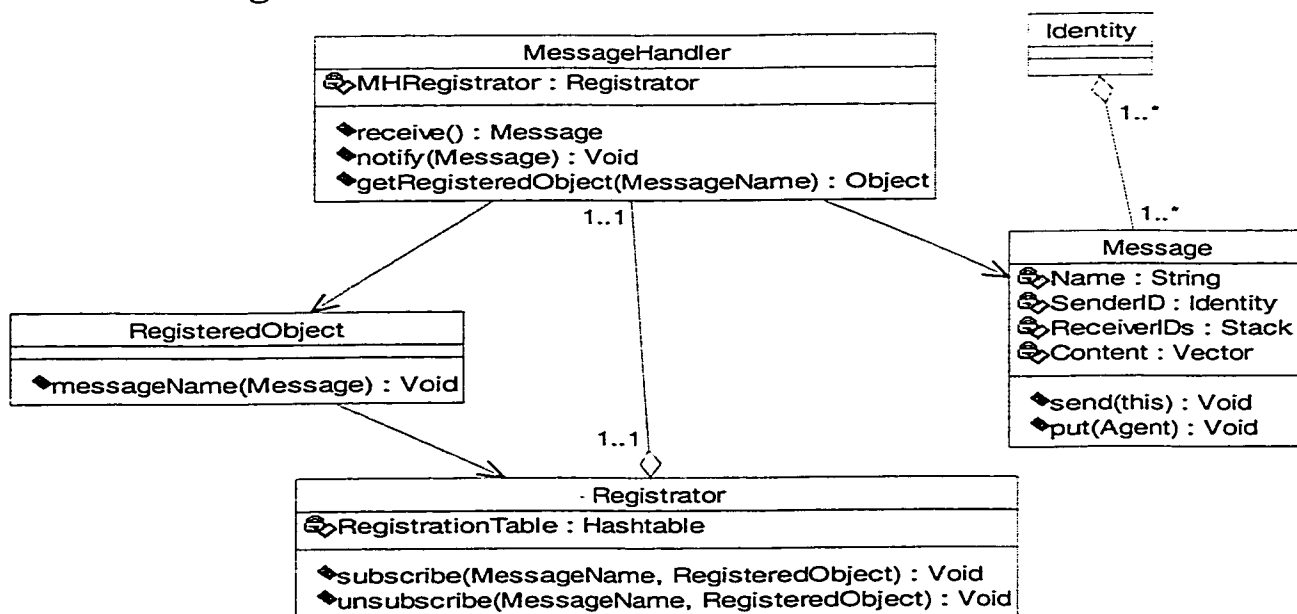 MessageHandler
MHRegistrator : Registrator
receive() : Message
notify(Message) : Void
getRegisteredObject(MessageName) : Object
Identity
1..*
1..*
1..1
Message
Name : String
SenderID : Identity
ReceiverIDs : Stack
Content : Vector
send(this) : Void
put(Agent) : Void
RegisteredObject
messageName(Message) : Void
1..1
Registrator
RegistrationTable : Hashtable
subscribe(MessageName, RegisteredObject) : Void
unsubscribe(MessageName, RegisteredObject) : Void